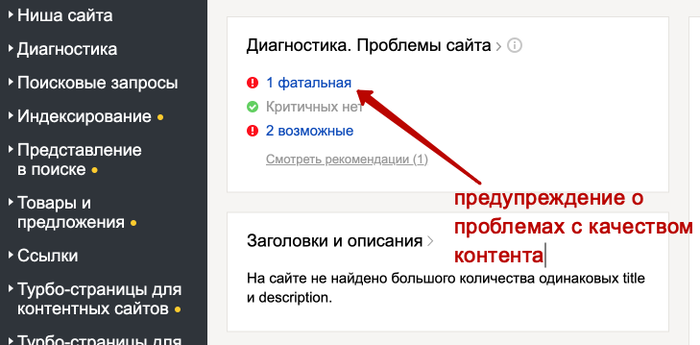 Ниша сайта
Диагностика
Поисковые запросы
Индексирование
Представление
в поиске
Товары и
предложения
Ссылки
Турбо-страницы для
контентных сайтов
Турбо-страницы для
Диагностика. Проблемы сайта
1 фатальная
Критичных нет
2 возможные
Смотреть рекомендации (1)
предупреждение о
проблемах с качеством
контента
Заголовки и описания
На сайте не найдено большого количества одинаковых title
и description.